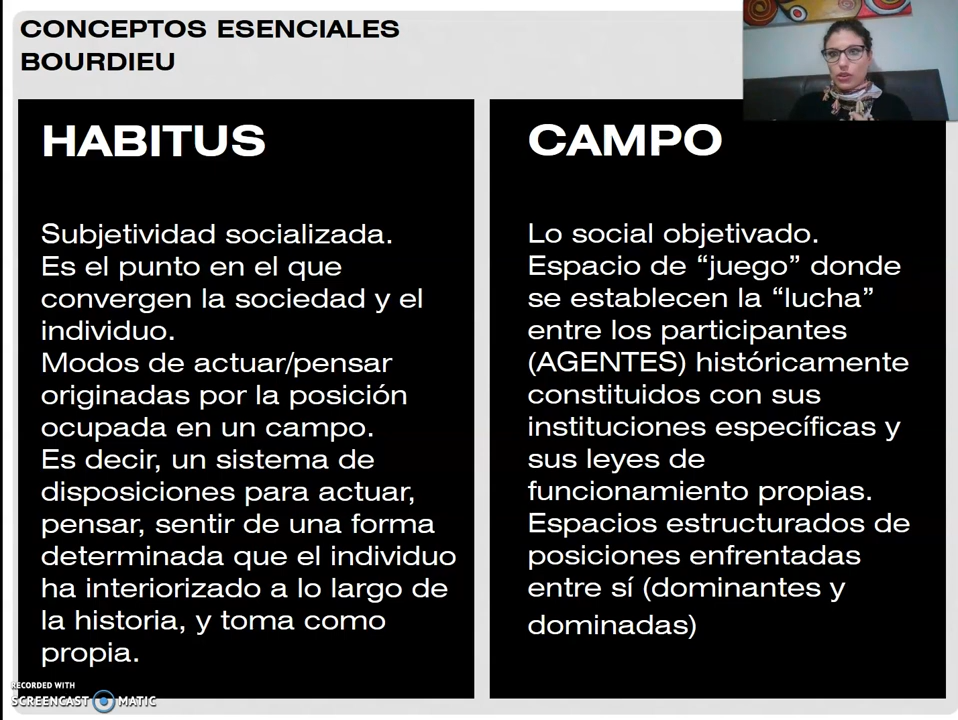 CONCEPTOS ESENCIALES
BOURDIEU
HABITUS
Subjetividad socializada.
Es el punto en el que
convergen la sociedad y el
individuo.
Modos de actuar/pensar
originadas por la posición
ocupada en un campo.
Es decir, un sistema de
disposiciones para actuar,
pensar, sentir de una forma
determinada que el individuo
ha interiorizado a lo largo de
la historia, y toma como
propia.
CAMPO
Lo social objetivado.
Espacio de “juego” donde
se establecen la “lucha”
entre los participantes
(AGENTES) históricamente
constituidos con sus
instituciones específicas y
sus leyes de
funcionamiento propias.
Espacios estructurados de
posiciones enfrentadas
entre sí (dominantes y
dominadas)
RECORDED WITH
SCREENCAST MATIC